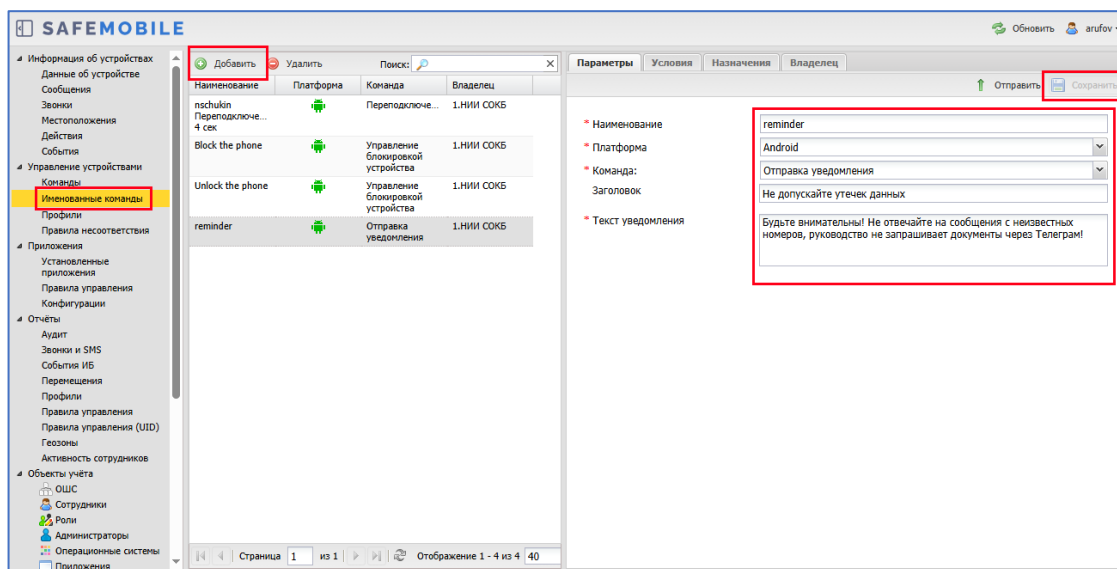 SAFEMOBILE
Обновить arufov
Информация об устройствах
Данные об устройстве
Сообщения
Звонки
Местоположения
Действия
События
Управление устройствами
Команды
Именованные команды
Профили
Правила несоответствия
Приложения
Установленные
приложения
Правила управления
Конфигурации
Отчёты
Аудит
Звонки и SMS
События ИБ
Перемещения
Профили
Правила управления
Правила управления (UID)
Геозоны
Активность сотрудников
Объекты учёта
ОШС
Сотрудники
Роли
Администраторы
Операционные системы
Приложения
Добавить Удалить Поиск:
Наименование Платформа Команда Владелец
nschukin Переподключе... 1.НИИ СОКБ
Переподключе...
4 сек
Block the phone Управление 1.НИИ СОКБ
блокировкой
устройства
Unlock the phone Управление 1.НИИ СОКБ
блокировкой
устройства
reminder Отправка 1.НИИ СОКБ
уведомления
Страница 1 из 1 Отображение 1 - 4 из 4 40
Параметры Условия Назначения Владелец
Отправить Сохранить
* Наименование reminder
* Платформа Android
* Команда: Отправка уведомления
Заголовок Не допускайте утечек данных
* Текст уведомления Будьте внимательны! Не отвечайте на сообщения с неизвестных
номеров, руководство не запрашивает документы через Телеграм!